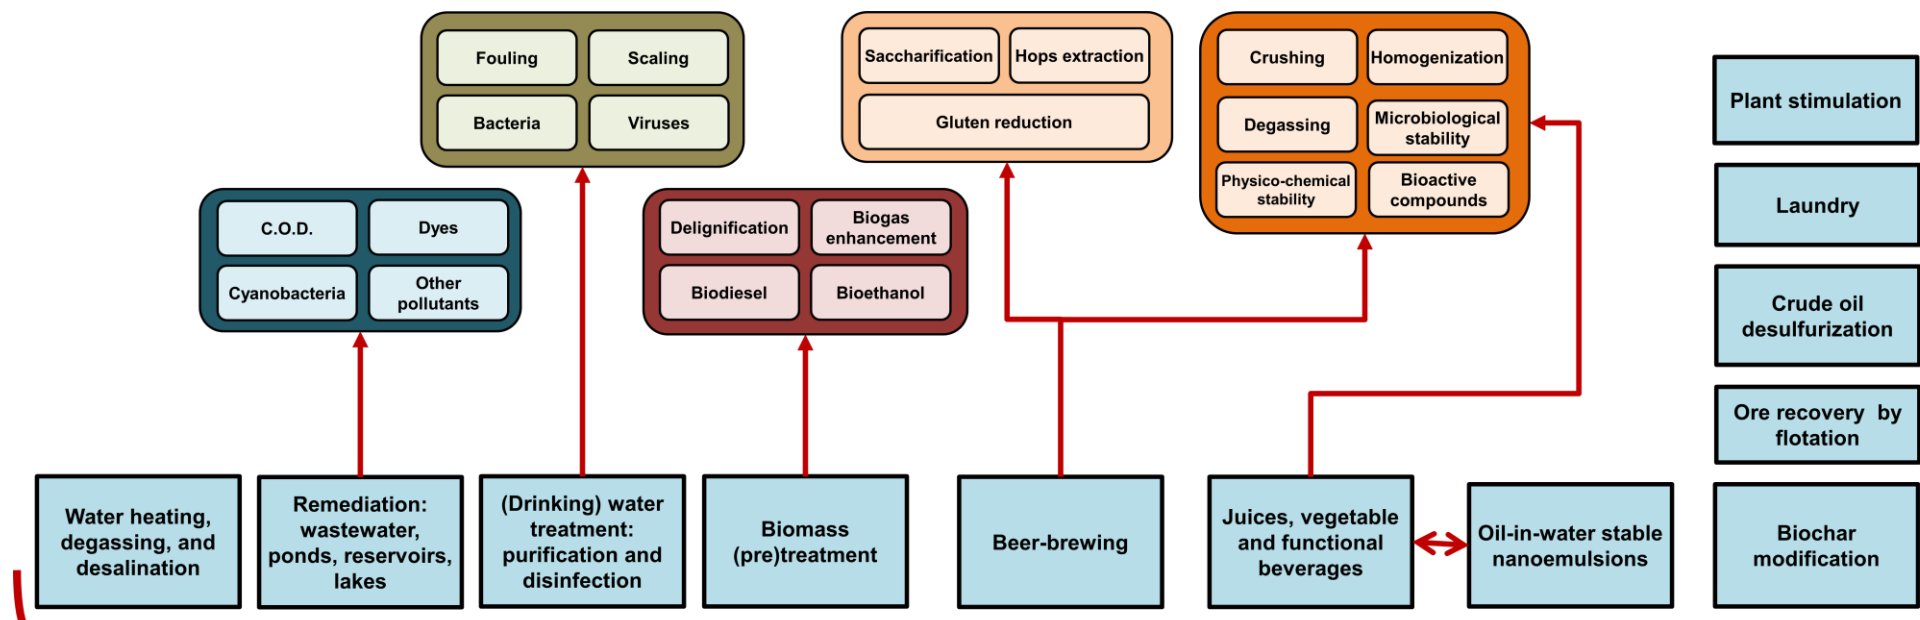 Fouling
Scaling
Bacteria
Viruses
Saccharification
Hops extraction
Gluten reduction
Crushing
Homogenization
Degassing
Microbiological
stability
Physico-chemical
stability
Bioactive
compounds
C.O.D.
Dyes
Cyanobacteria
Other
pollutants
Delignification
Biogas
enhancement
Biodiesel
Bioethanol
Plant stimulation
Laundry
Crude oil
desulfurization
Ore recovery by
flotation
Biochar
modification
Water heating,
degassing, and
desalination
Remediation:
wastewater,
ponds, reservoirs,
lakes
(Drinking) water
treatment:
purification and
disinfection
Biomass
(pre)treatment
Beer-brewing
Juices, vegetable
and functional
beverages
Oil-in-water stable
nanoemulsions